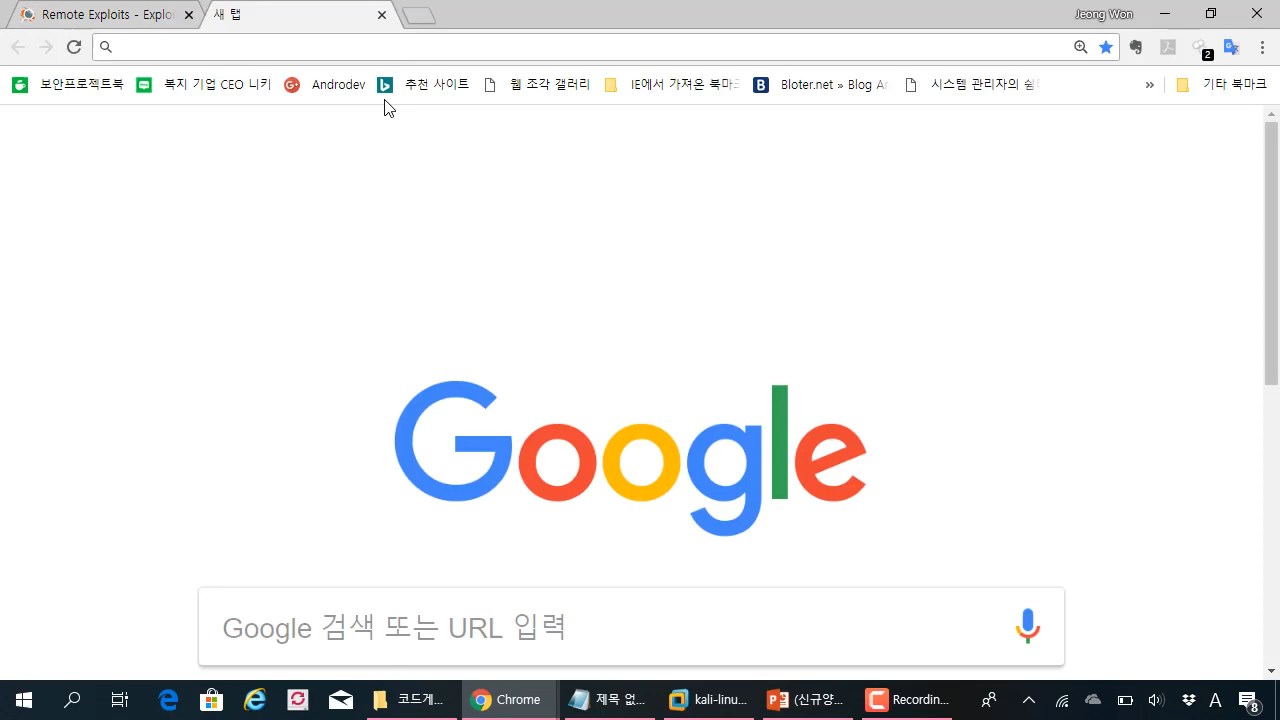 Remote Exploits - Explo
새 탭
Jeong Won
2
보안프로젝트북
복지 기업 CEO 니키
Androdev
추천 사이트
웹 조각 갤러리
IE에서 가져온 북마크
Bloter.net » Blog Ar
시스템 관리자의 쉼
»
기타 북마크
Google
Google 검색 또는 URL 입력
코드게...
Chrome
제목 없...
kali-linu...
(신규양...
Recordin...
A
8